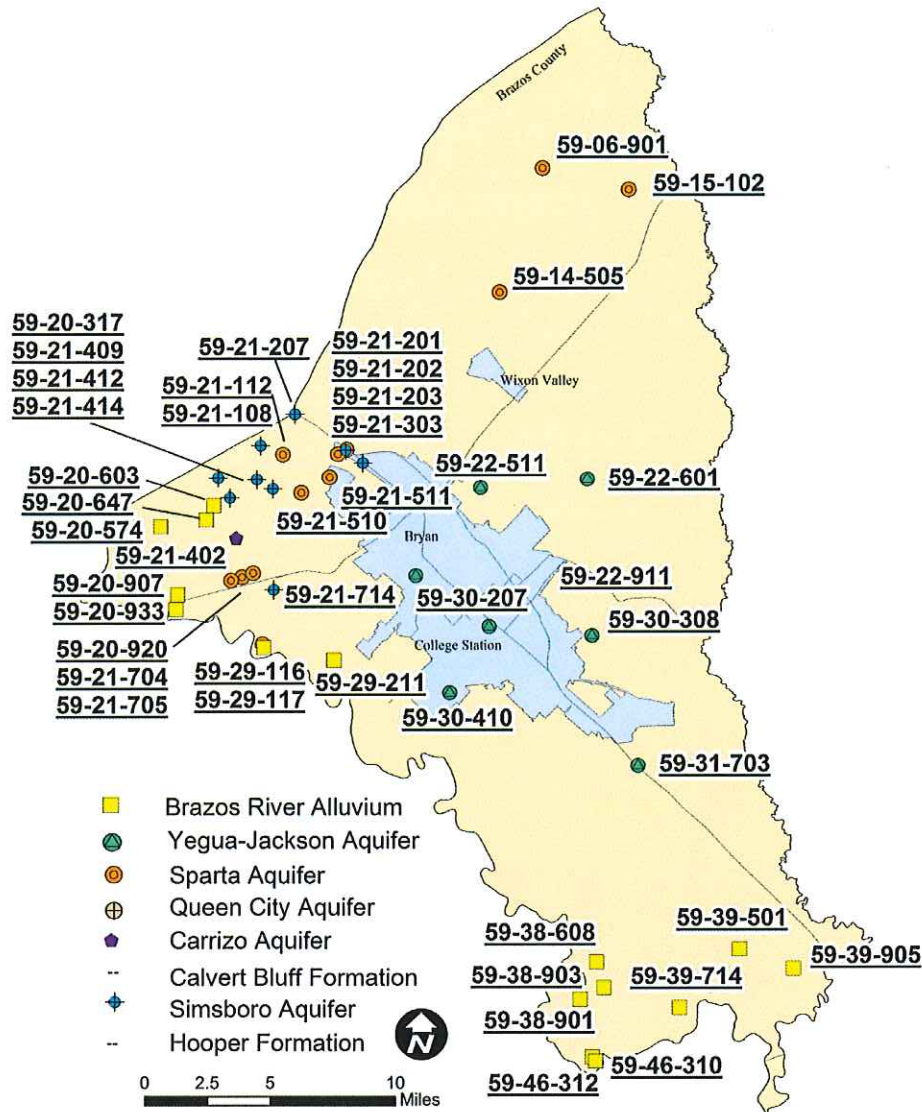 Brazos County
59-06-901
59-15-102
59-14-505
59-20-317
59-21-409
59-21-412
59-21-414
59-21-207
59-21-112
59-21-108
59-21-201
59-21-202
59-21-203
59-21-303
Wixon Valley
59-20-603
59-20-647
59-20-574
59-21-402
59-22-511
59-22-601
59-21-511
59-21-510
Bryan
59-20-907
59-20-933
59-21-714
59-30-207
59-22-911
59-30-308
College Station
59-20-920
59-21-704
59-21-705
59-29-116
59-29-117
59-29-211
59-30-410
59-31-703
Brazos River Alluvium
Yegua-Jackson Aquifer
Sparta Aquifer
Queen City Aquifer
Carrizo Aquifer
-- Calvert Bluff Formation
Simsboro Aquifer
-- Hooper Formation
N
0 2.5 5 10
Miles
59-38-608
59-38-903
59-38-901
59-39-501
59-39-714
59-39-905
59-46-310
59-46-312